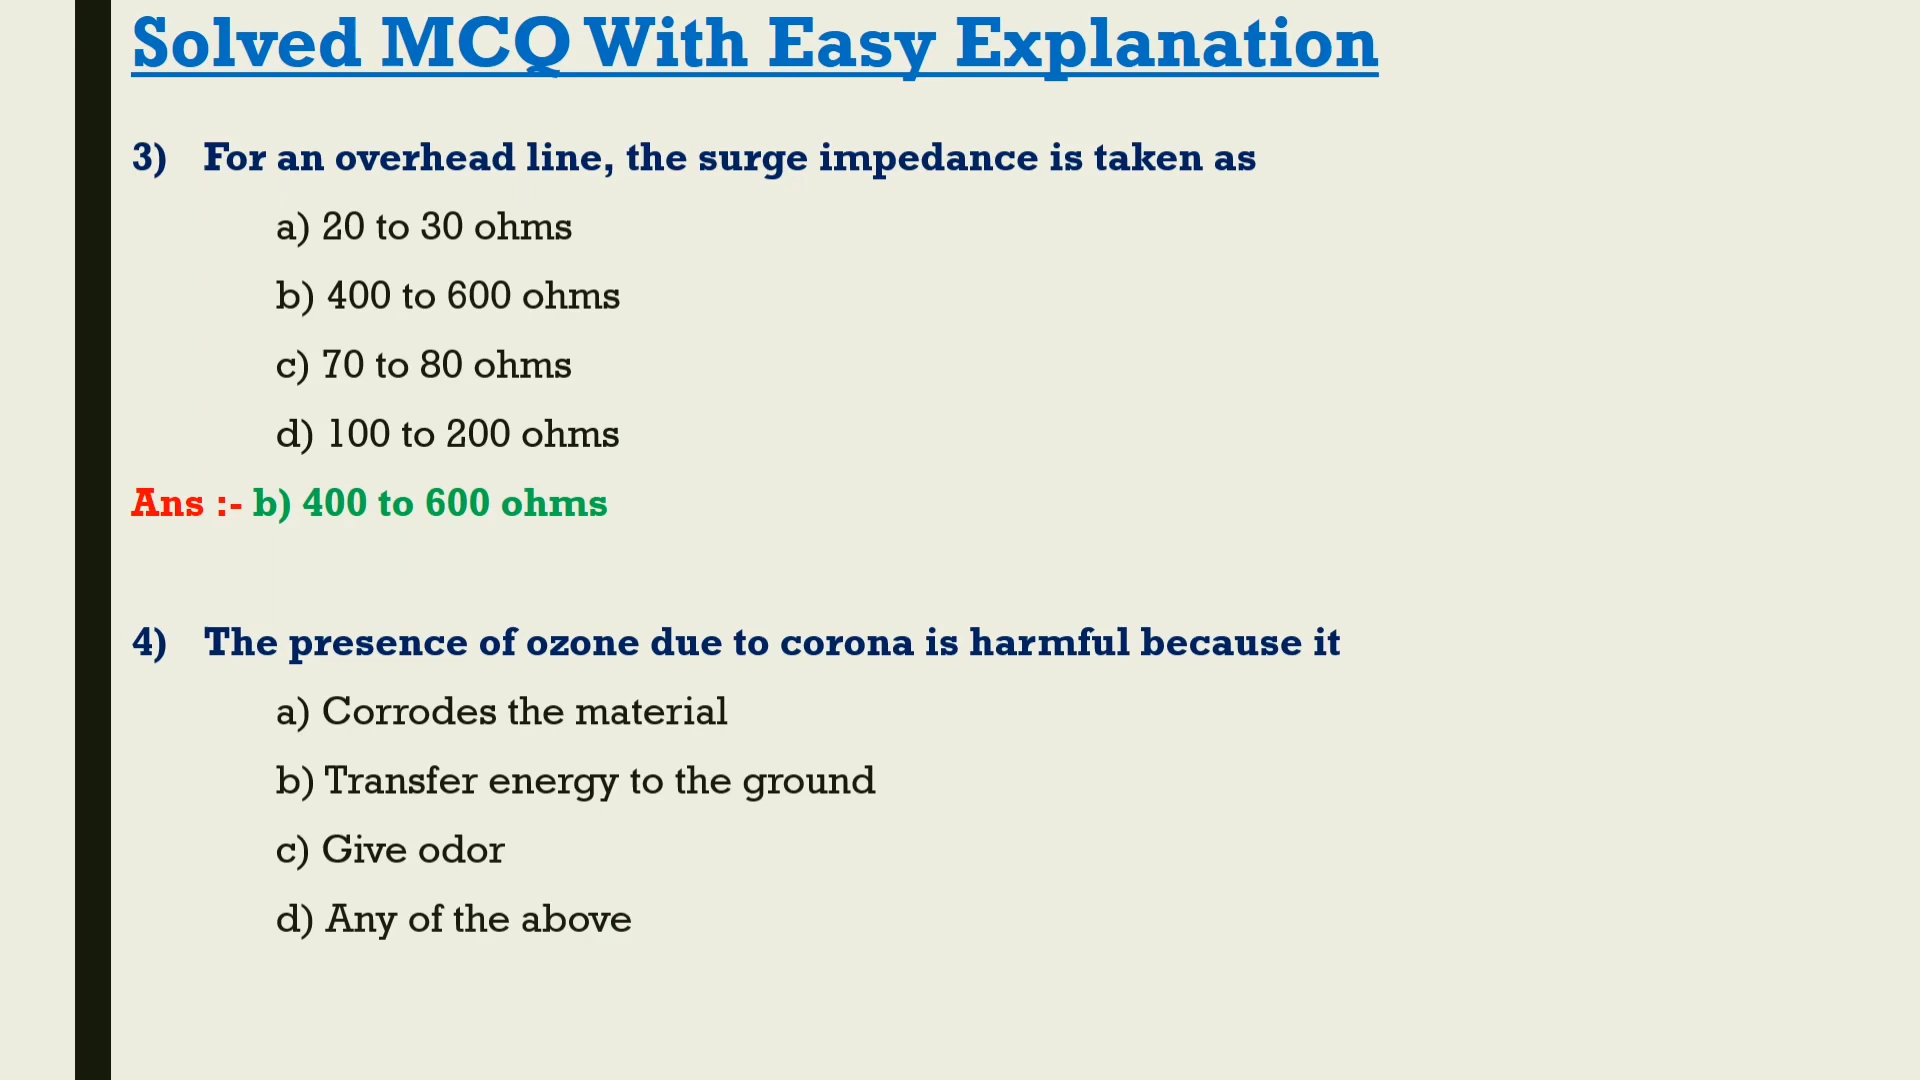 Solved MCQ With Easy Explanation
3) For an overhead line, the surge impedance is taken as
a) 20 to 30 ohms
b) 400 to 600 ohms
c) 70 to 80 ohms
d) 100 to 200 ohms
Ans :- b) 400 to 600 ohms
4) The presence of ozone due to corona is harmful because it
a) Corrodes the material
b) Transfer energy to the ground
c) Give odor
d) Any of the above